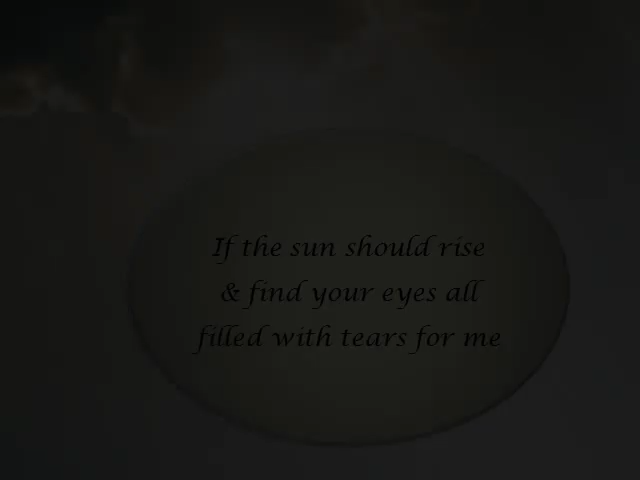 If the sun should rise
& find your eyes all
filled with tears for me